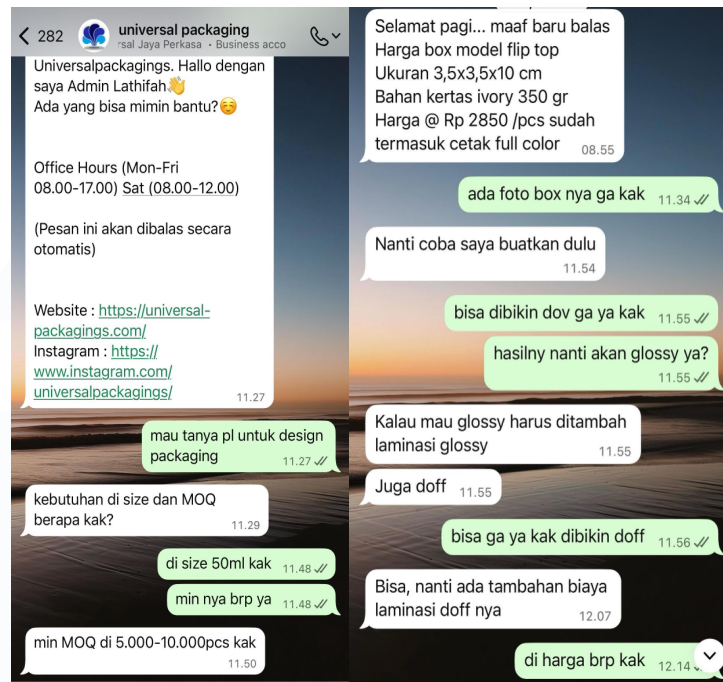 282
universal packaging
rsal Jaya Perkasa • Business acco
Universalpackagings. Hallo dengan
saya Admin Lathifah👋
Ada yang bisa mimin bantu?☺️
Office Hours (Mon-Fri
08.00-17.00) Sat (08.00-12.00)
(Pesan ini akan dibalas secara
otomatis)
Website : https://universal-
packagings.com/
Instagram : https://
www.instagram.com/
universalpackagings/
11.27
mau tanya pl untuk design
packaging
11.27
kebutuhan di size dan MOQ
berapa kak?
11.29
di size 50ml kak
11.48
min nya brp ya
11.48
min MOQ di 5.000-10.000pcs kak
11.50
Selamat pagi... maaf baru balas
Harga box model flip top
Ukuran 3,5x3,5x10 cm
Bahan kertas ivory 350 gr
Harga @ Rp 2850 /pcs sudah
termasuk cetak full color
08.55
ada foto box nya ga kak
11.34
Nanti coba saya buatkan dulu
11.54
bisa dibikin dov ga ya kak
11.55
hasilny nanti akan glossy ya?
11.55
Kalau mau glossy harus ditambah
laminasi glossy
11.55
Juga doff
11.55
bisa ga ya kak dibikin doff
11.56
Bisa, nanti ada tambahan biaya
laminasi doff nya
12.07
di harga brp kak
12.14